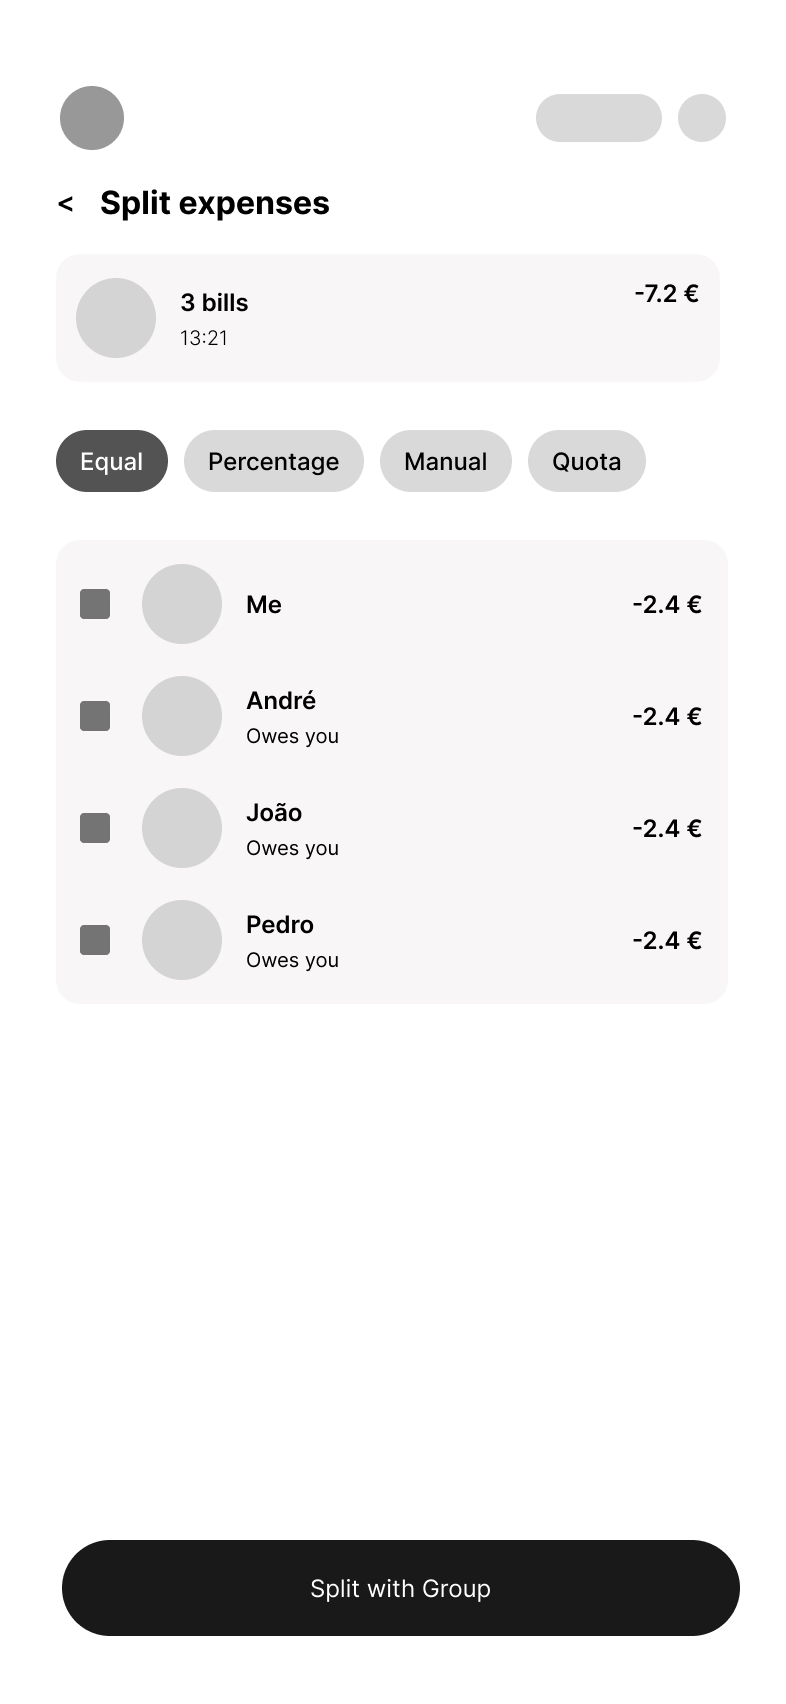 < Split expenses
3 bills
-7.2 €
13:21
Equal Percentage Manual Quota
Me -2.4 €
André
Owes you
-2.4 €
João
Owes you
-2.4 €
Pedro
Owes you
-2.4 €
Split with Group